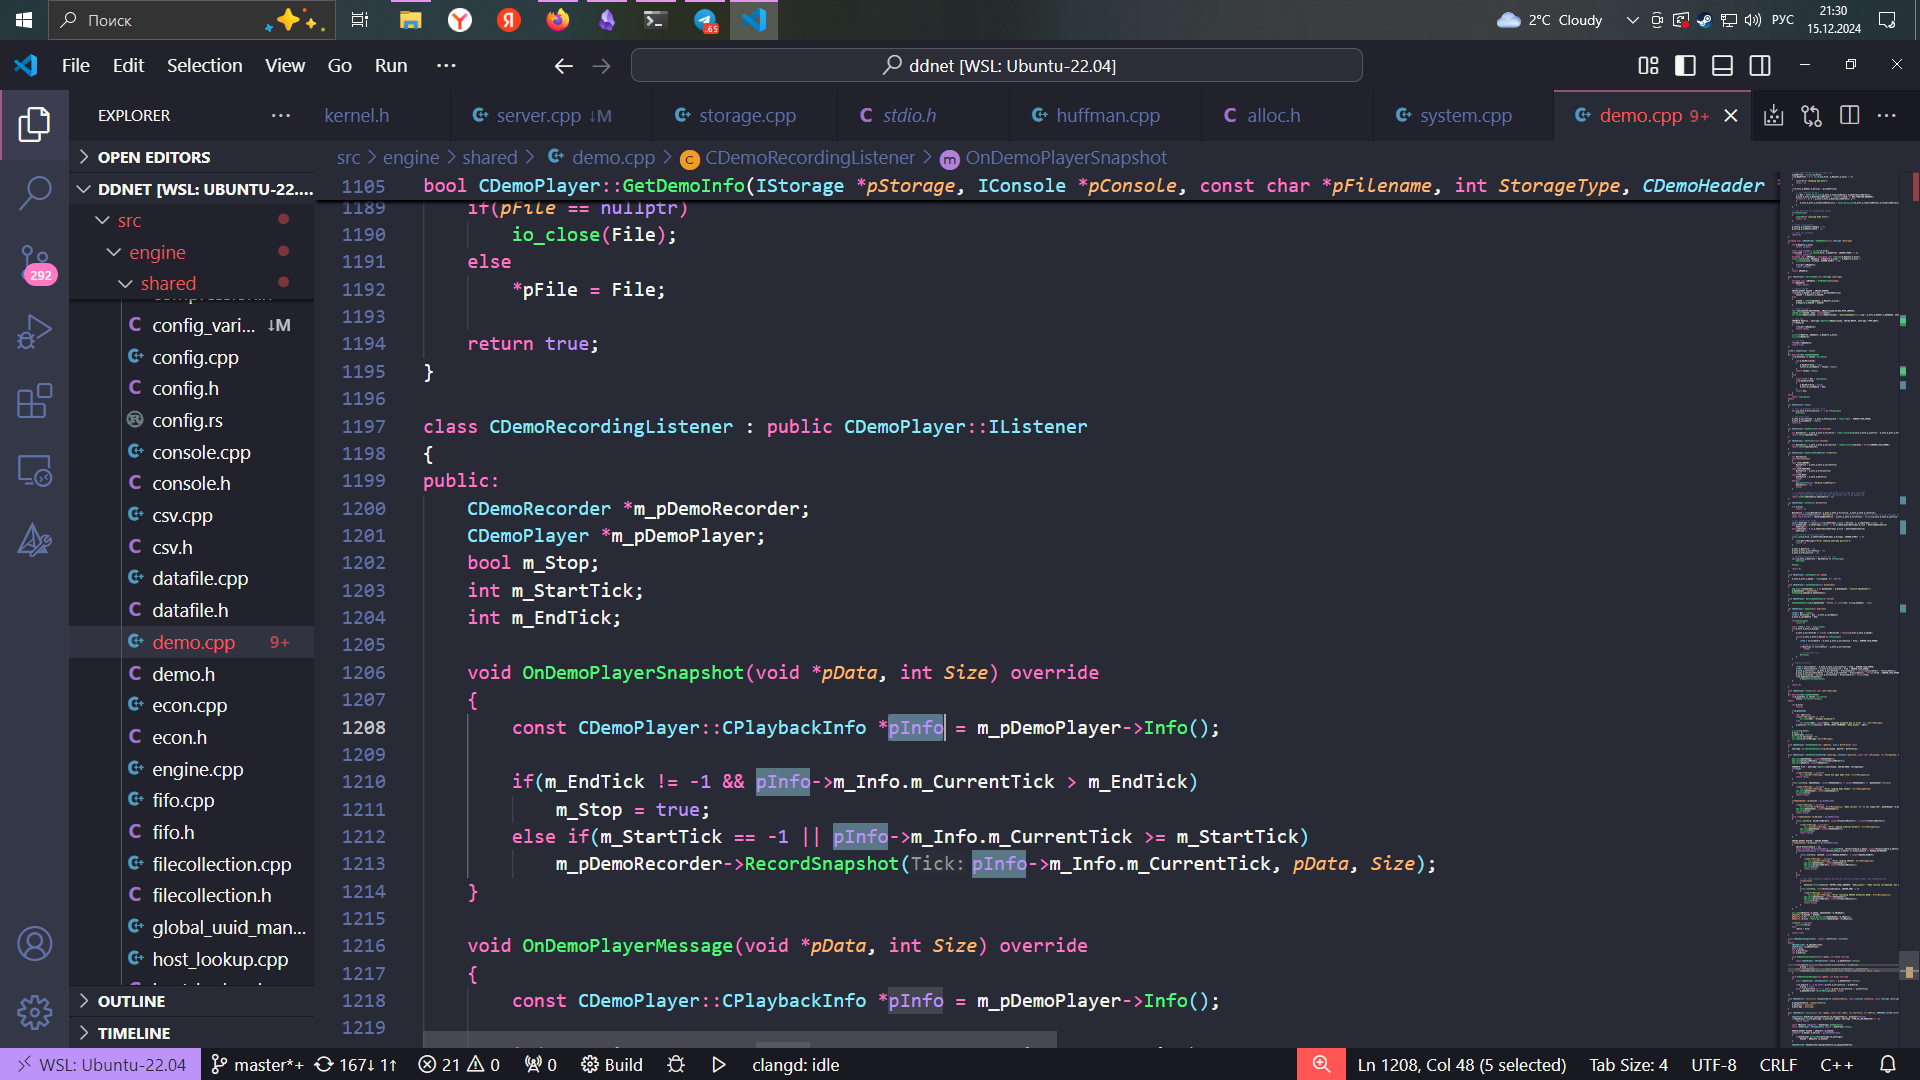 Поиск
.65
2°C Cloudy
РУС
21:30
15.12.2024
File Edit Selection View Go Run ···
ddnet [WSL: Ubuntu-22.04]
EXPLORER
kernel.h
server.cpp ↓M
storage.cpp
stdio.h
huffman.cpp
alloc.h
system.cpp
demo.cpp 9+
OPEN EDITORS
src > engine > shared > demo.cpp > CDemoRecordingListener > OnDemoPlayerSnapshot
DDNET [WSL: UBUNTU-22....
src
engine
shared
config_vari... ↓M
config.cpp
config.h
config.rs
console.cpp
console.h
csv.cpp
csv.h
datafile.cpp
datafile.h
demo.cpp 9+
demo.h
econ.cpp
econ.h
engine.cpp
fifo.cpp
fifo.h
filecollection.cpp
filecollection.h
global_uuid_man...
host_lookup.cpp
OUTLINE
TIMELINE
292
1105 bool CDemoPlayer::GetDemoInfo(IStorage *pStorage, IConsole *pConsole, const char *pFilename, int StorageType, CDemoHeader
1189 if(pFile == nullptr)
1190 io_close(File);
1191 else
1192 *pFile = File;
1193
1194 return true;
1195 }
1196
1197 class CDemoRecordingListener : public CDemoPlayer::IListener
1198 {
1199 public:
1200 CDemoRecorder *m_pDemoRecorder;
1201 CDemoPlayer *m_pDemoPlayer;
1202 bool m_Stop;
1203 int m_StartTick;
1204 int m_EndTick;
1205
1206 void OnDemoPlayerSnapshot(void *pData, int Size) override
1207 {
1208 const CDemoPlayer::CPlaybackInfo *pInfo = m_pDemoPlayer->Info();
1209
1210 if(m_EndTick != -1 && pInfo->m_Info.m_CurrentTick > m_EndTick)
1211 m_Stop = true;
1212 else if(m_StartTick == -1 || pInfo->m_Info.m_CurrentTick >= m_StartTick)
1213 m_pDemoRecorder->RecordSnapshot(Tick: pInfo->m_Info.m_CurrentTick, pData, Size);
1214 }
1215
1216 void OnDemoPlayerMessage(void *pData, int Size) override
1217 {
1218 const CDemoPlayer::CPlaybackInfo *pInfo = m_pDemoPlayer->Info();
1219
WSL: Ubuntu-22.04
master*+
167↓ 1↑
21
0
0
Build
clangd: idle
Ln 1208, Col 48 (5 selected)
Tab Size: 4
UTF-8
CRLF
C++